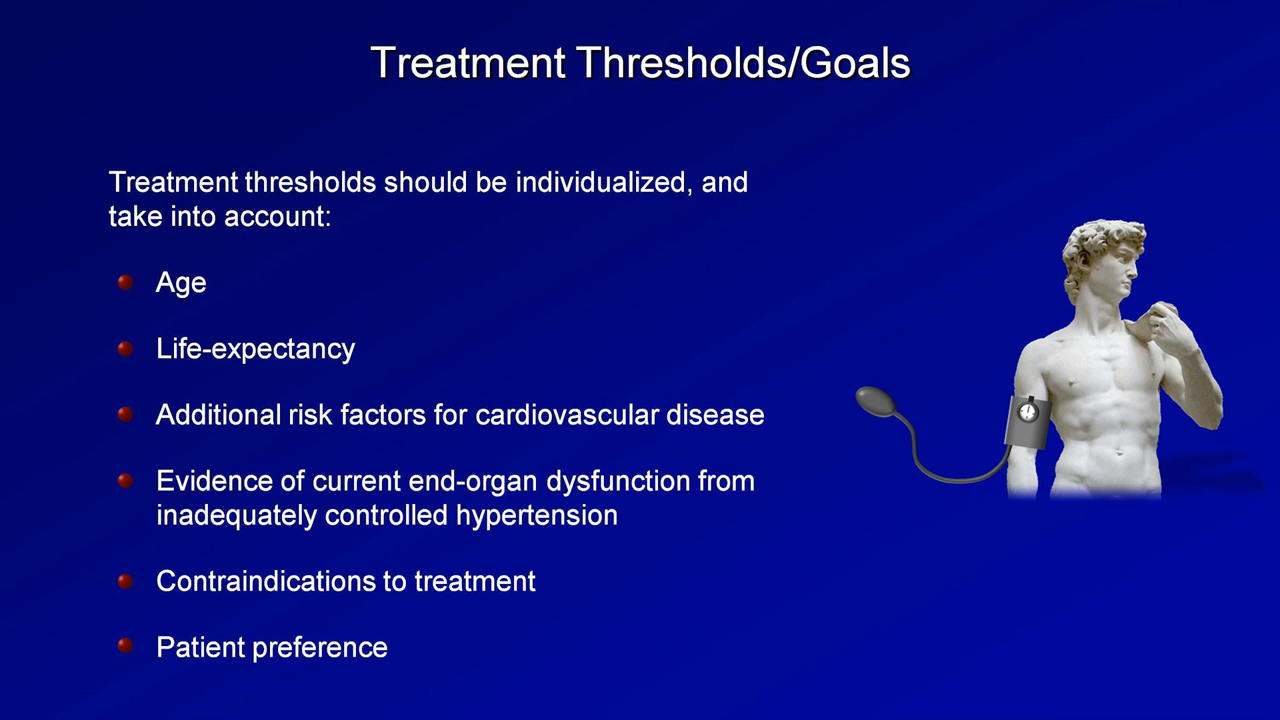 Treatment Thresholds/Goals
Treatment thresholds should be individualized, and
take into account:
Age
Life-expectancy
Additional risk factors for cardiovascular disease
Evidence of current end-organ dysfunction from
inadequately controlled hypertension
Contraindications to treatment
Patient preference